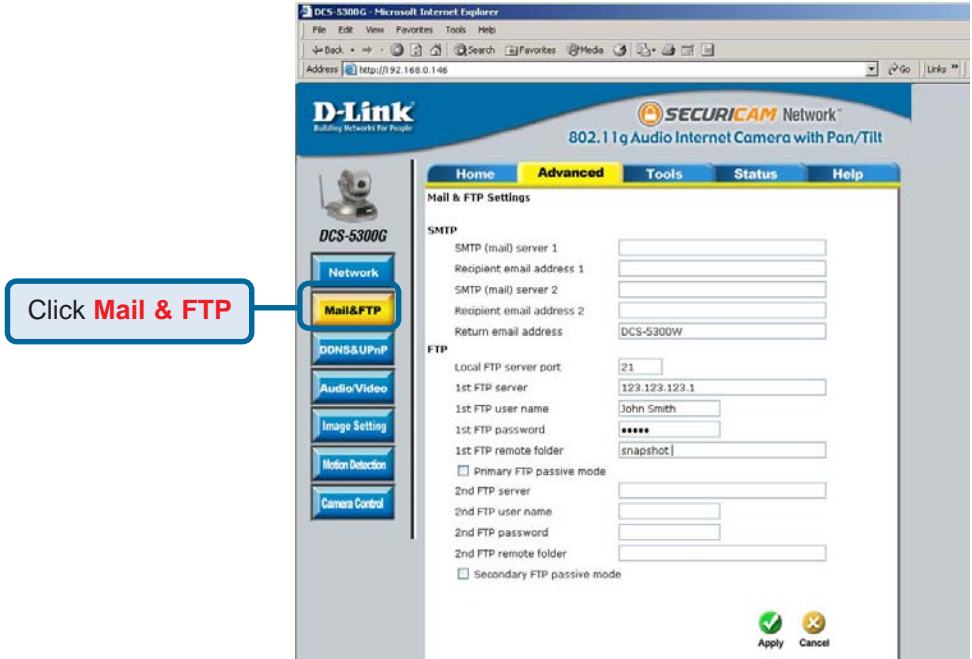 DCS-5300G - Microsoft Internet Explorer
File Edit View Favorites Tools Help
Back Search Favorites Media
Address http://192.168.0.146 Go Links »
D-Link
Building Networks For People
SECURICAM Network™
802.11g Audio Internet Camera with Pan/Tilt
Home Advanced Tools Status Help
DCS-5300G
Network
Mail&FTP
DDNS&UPnP
Audio/Video
Image Setting
Motion Detection
Camera Control
Click Mail & FTP
Mail & FTP Settings
SMTP
SMTP (mail) server 1
Recipient email address 1
SMTP (mail) server 2
Recipient email address 2
Return email address DCS-5300W
FTP
Local FTP server port 21
1st FTP server 123.123.123.1
1st FTP user name John Smith
1st FTP password •••••
1st FTP remote folder snapshot
Primary FTP passive mode
2nd FTP server
2nd FTP user name
2nd FTP password
2nd FTP remote folder
Secondary FTP passive mode
Apply Cancel